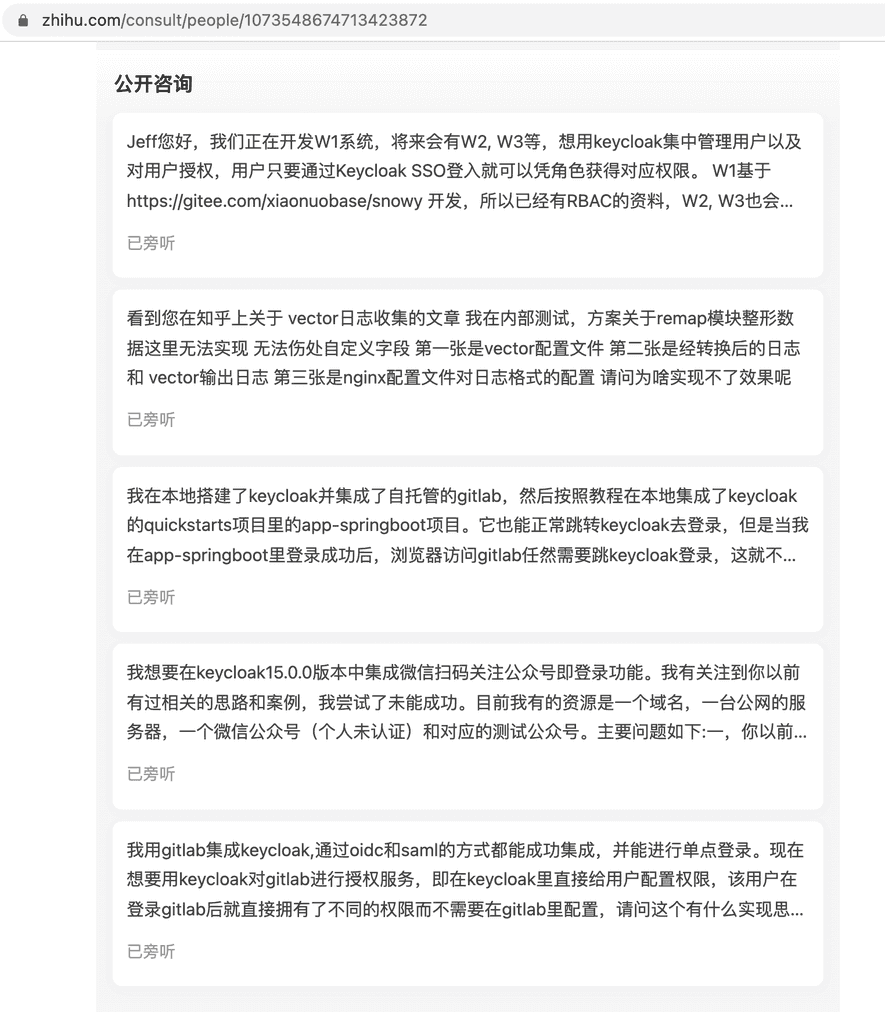 zhihu.com/consult/people/1073548674713423872
公开咨询
Jeff您好，我们正在开发W1系统，将来会有W2, W3等，想用keycloak集中管理用户以及
对用户授权，用户只要通过Keycloak SSO登入就可以凭角色获得对应权限。 W1基于
https://gitee.com/xiaonuobase/snowy 开发，所以已经有RBAC的资料，W2, W3也会...
已旁听
看到您在知乎上关于 vector日志收集的文章 我在内部测试，方案关于remap模块整形数
据这里无法实现 无法伤处自定义字段 第一张是vector配置文件 第二张是经转换后的日志
和 vector输出日志 第三张是nginx配置文件对日志格式的配置 请问为啥实现不了效果呢
已旁听
我在本地搭建了keycloak并集成了自托管的gitlab，然后按照教程在本地集成了keycloak
的quickstarts项目里的app-springboot项目。它也能正常跳转keycloak去登录，但是当我
在app-springboot里登录成功后，浏览器访问gitlab任然需要跳keycloak登录，这就不...
已旁听
我想要在keycloak15.0.0版本中集成微信扫码关注公众号即登录功能。我有关注到你以前
有过相关的思路和案例，我尝试了未能成功。目前我有的资源是一个域名，一台公网的服
务器，一个微信公众号（个人未认证）和对应的测试公众号。主要问题如下:一，你以前...
已旁听
我用gitlab集成keycloak,通过oidc和saml的方式都能成功集成，并能进行单点登录。现在
想要用keycloak对gitlab进行授权服务，即在keycloak里直接给用户配置权限，该用户在
登录gitlab后就直接拥有了不同的权限而不需要在gitlab里配置，请问这个有什么实现思...
已旁听